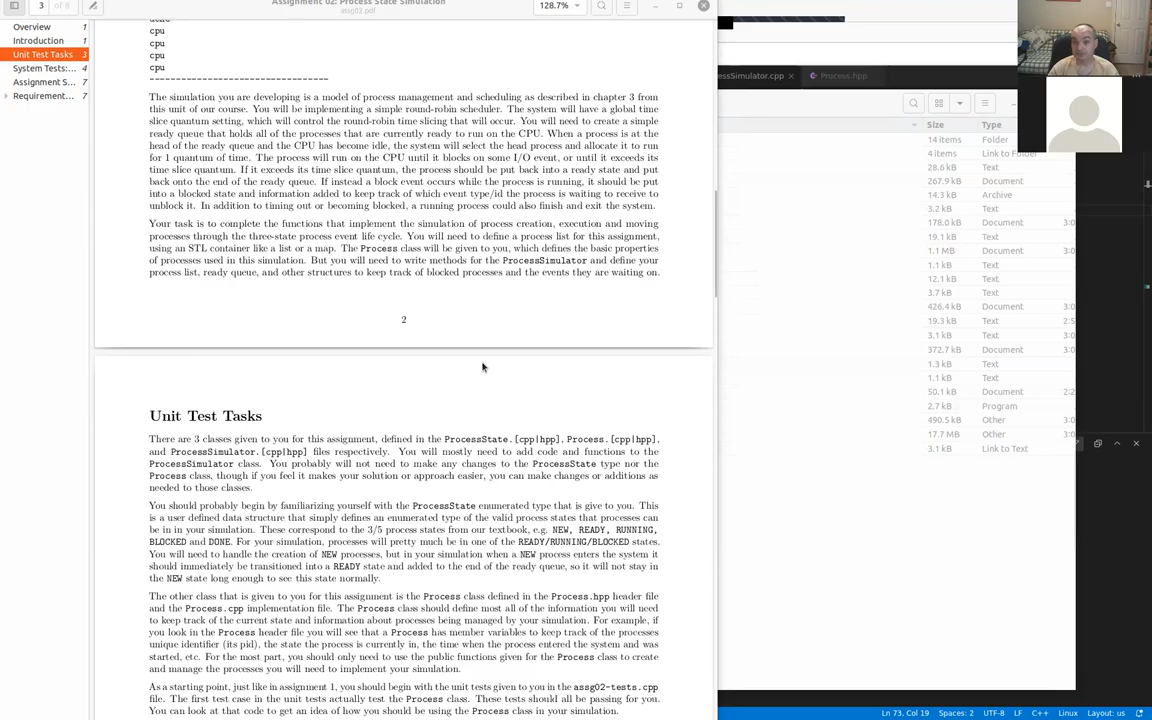 3 of 8
Assignment 02: Process State Simulation
assg02.pdf
128.7%
Overview 1
Introduction 1
Unit Test Tasks 3
System Tests:... 4
Assignment S... 7
Requirement... 7
cpu
cpu
cpu
cpu
---------------------------------
The simulation you are developing is a model of process management and scheduling as described in chapter 3 from
this unit of our course. You will be implementing a simple round-robin scheduler. The system will have a global time
slice quantum setting, which will control the round-robin time slicing that will occur. You will need to create a simple
ready queue that holds all of the processes that are currently ready to run on the CPU. When a process is at the
head of the ready queue and the CPU has become idle, the system will select the head process and allocate it to run
for 1 quantum of time. The process will run on the CPU until it blocks on some I/O event, or until it exceeds its
time slice quantum. If it exceeds its time slice quantum, the process should be put back into a ready state and put
back onto the end of the ready queue. If instead a block event occurs while the process is running, it should be put
into a blocked state and information added to keep track of which event type/id the process is waiting to receive to
unblock it. In addition to timing out or becoming blocked, a running process could also finish and exit the system.
Your task is to complete the functions that implement the simulation of process creation, execution and moving
processes through the three-state process event life cycle. You will need to define a process list for this assignment,
using an STL container like a list or a map. The Process class will be given to you, which defines the basic properties
of processes used in this simulation. But you will need to write methods for the ProcessSimulator and define your
process list, ready queue, and other structures to keep track of blocked processes and the events they are waiting on.
2
Unit Test Tasks
There are 3 classes given to you for this assignment, defined in the ProcessState.[cpp|hpp], Process.[cpp|hpp],
and ProcessSimulator.[cpp|hpp] files respectively. You will mostly need to add code and functions to the
ProcessSimulator class. You probably will not need to make any changes to the ProcessState type nor the
Process class, though if you feel it makes your solution or approach easier, you can make changes or additions as
needed to those classes.
You should probably begin by familiarizing yourself with the ProcessState enumerated type that is give to you. This
is a user defined data structure that simply defines an enumerated type of the valid process states that processes can
be in in your simulation. These correspond to the 3/5 process states from our textbook, e.g. NEW, READY, RUNNING,
BLOCKED and DONE. For your simulation, processes will pretty much be in one of the READY/RUNNING/BLOCKED states.
You will need to handle the creation of NEW processes, but in your simulation when a NEW process enters the system it
should immediately be transitioned into a READY state and added to the end of the ready queue, so it will not stay in
the NEW state long enough to see this state normally.
The other class that is given to you for this assignment is the Process class defined in the Process.hpp header file
and the Process.cpp implementation file. The Process class should define most all of the information you will need
to keep track of the current state and information about processes being managed by your simulation. For example, if
you look in the Process header file you will see that a Process has member variables to keep track of the processes
unique identifier (its pid), the state the process is currently in, the time when the process entered the system and was
started, etc. For the most part, you should only need to use the public functions given for the Process class to create
and manage the processes you will need to implement your simulation.
As a starting point, just like in assignment 1, you should begin with the unit tests given to you in the assg02-tests.cpp
file. The first test case in the unit tests actually test the Process class. These tests should all be passing for you.
You can look at that code to get an idea of how you should be using the Process class in your simulation.
essSimulator.cpp Process.hpp
Size Type
14 items Folder
4 items Link to Folder
28.6 kB Text
267.9 kB Document
14.3 kB Archive
3.2 kB Text
178.0 kB Document
19.1 kB Text
1.1 MB Document
1.1 kB Text
12.1 kB Text
3.7 kB Text
426.4 kB Document
19.3 kB Text
3.1 kB Text
372.7 kB Document
1.3 kB Text
1.1 kB Text
50.1 kB Document
2.7 kB Program
490.5 kB Other
17.7 MB Other
3.1 kB Link to Text
Ln 73, Col 19 Spaces: 2 UTF-8 LF C++ Linux Layout: us